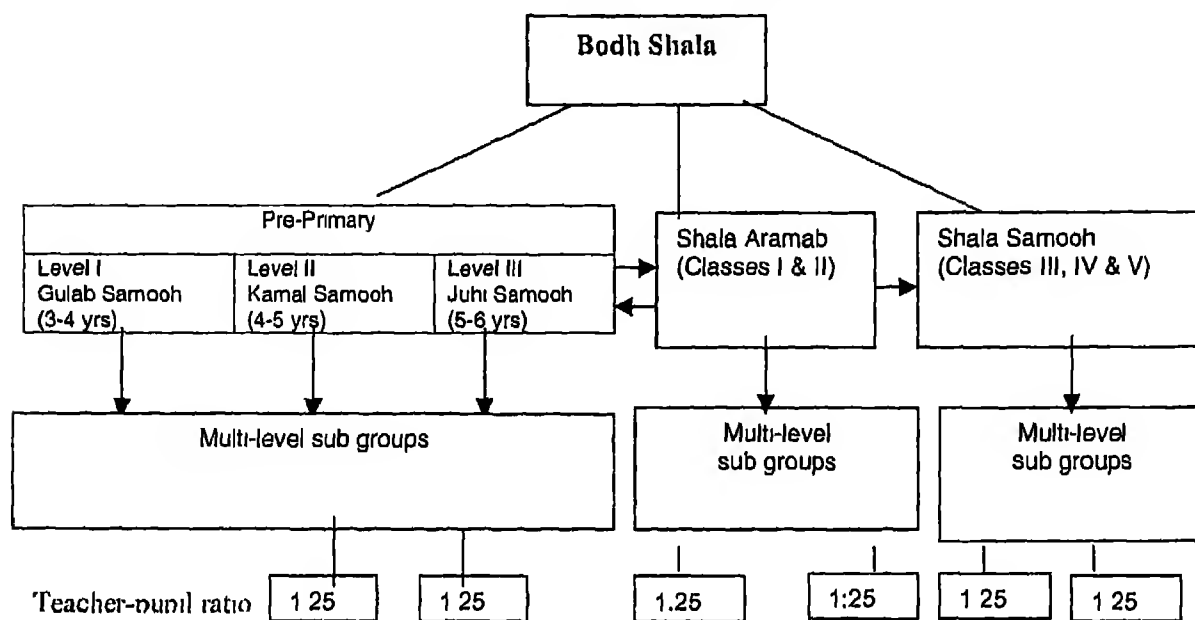 Bodh Shala
Pre-Primary
Level I
Gulab Samooh
(3-4 yrs)
Level II
Kamal Samooh
(4-5 yrs)
Level III
Juhi Samooh
(5-6 yrs)
Shala Aramab
(Classes I & II)
Shala Samooh
(Classes III, IV & V)
Multi-level sub groups
Multi-level
sub groups
Multi-level
sub groups
Teacher-pupil ratio
1 25
1 25
1.25
1:25
1 25
1 25